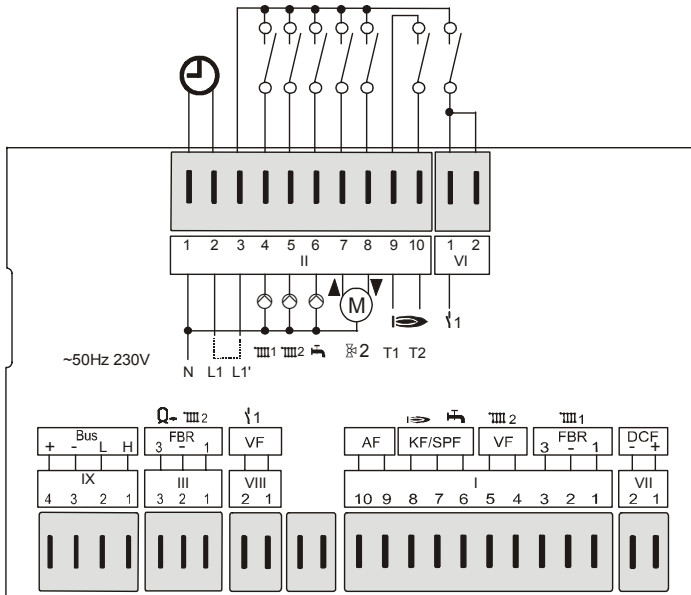 1 2 3 4 5 6 7 8 9 10 1 2
II VI
M
1 2 2 T1 T2 1
~50Hz 230V
N L1 L1'
2 1 2 1
Bus FBR VF AF KF/SPF VF FBR DCF
+ - L H 3 - 1 3 - 1 - +
IX III VIII I VII
4 3 2 1 3 2 1 2 1 10 9 8 7 6 5 4 3 2 1 2 1